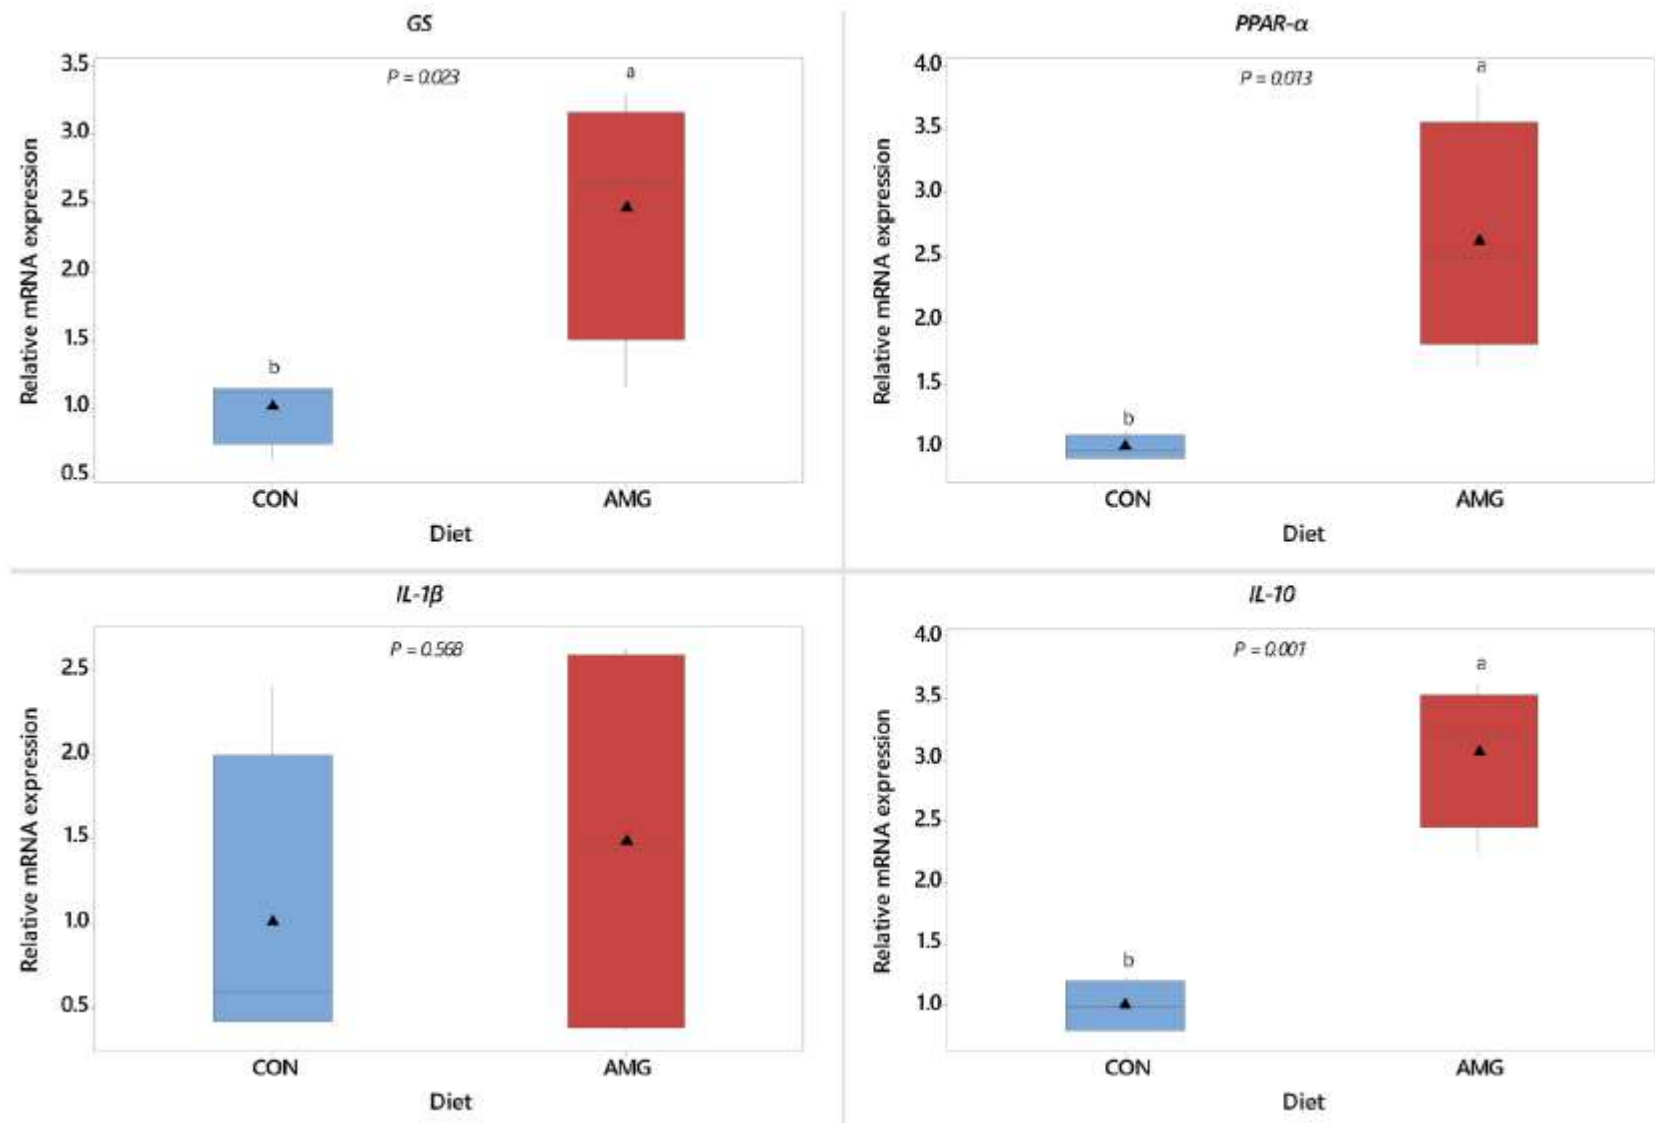 GS
P = 0.023
Relative mRNA expression
3.5
3.0
2.5
2.0
1.5
1.0
0.5
a
b
CON AMG
Diet
PPAR-α
P = 0.013
Relative mRNA expression
4.0
3.5
3.0
2.5
2.0
1.5
1.0
a
b
CON AMG
Diet
IL-1β
P = 0.568
Relative mRNA expression
2.5
2.0
1.5
1.0
0.5
CON AMG
Diet
IL-10
P = 0.001
Relative mRNA expression
4.0
3.5
3.0
2.5
2.0
1.5
1.0
a
b
CON AMG
Diet